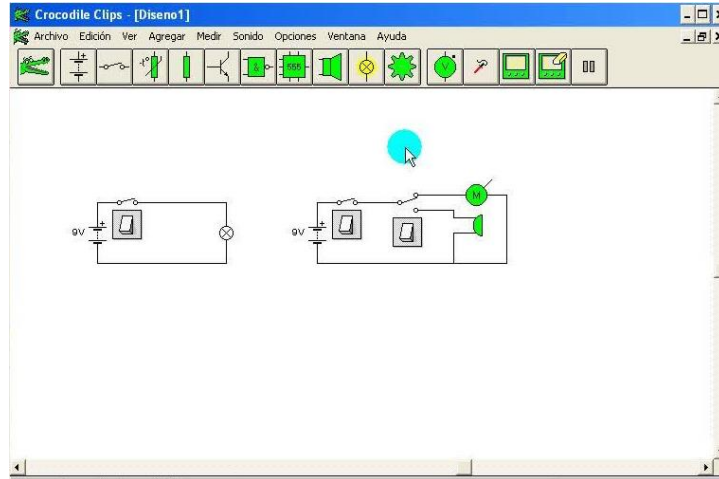 Crocodile Clips - [Diseno1]
Archivo Edición Ver Agregar Medir Sonido Opciones Ventana Ayuda
&
555
V
M
9V
9V